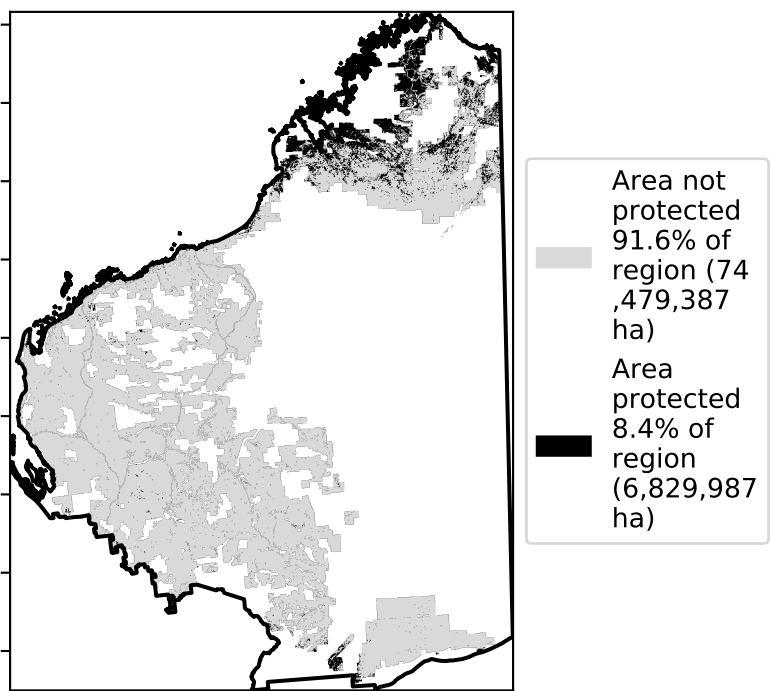 Area not
protected
91.6% of
region (74
,479,387
ha)
Area
protected
8.4% of
region
(6,829,987
ha)